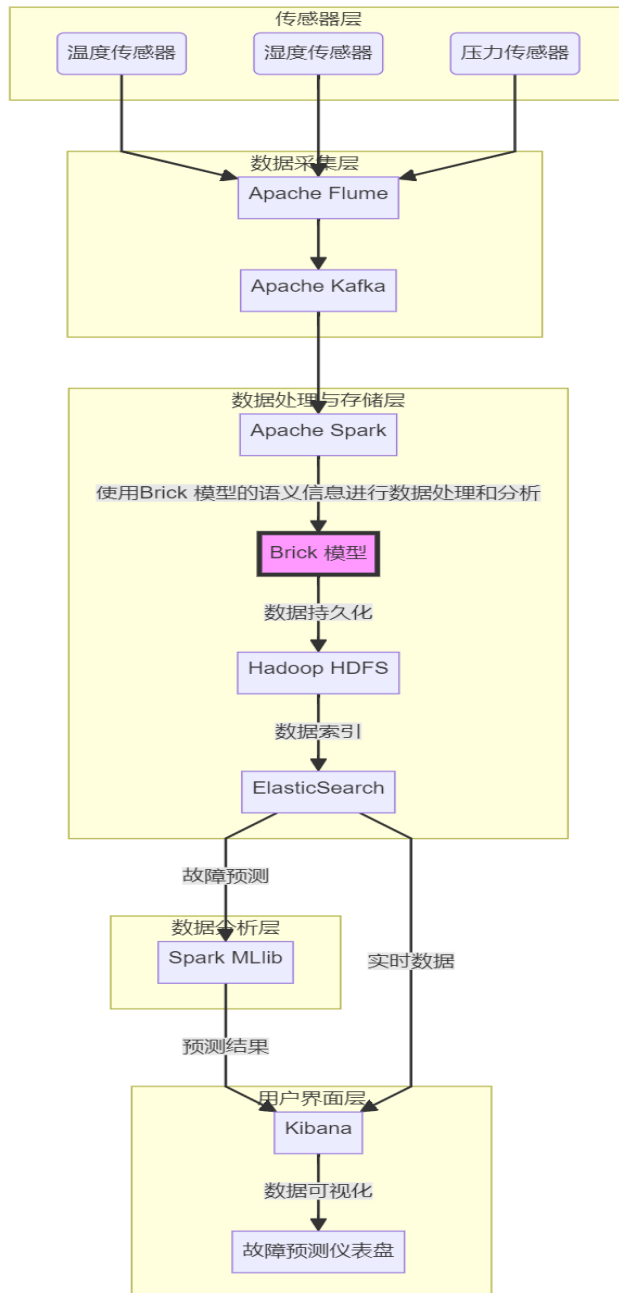 传感器层
温度传感器
湿度传感器
压力传感器
数据采集层
Apache Flume
Apache Kafka
数据处理与存储层
Apache Spark
使用Brick 模型的语义信息进行数据处理和分析
Brick 模型
数据持久化
Hadoop HDFS
数据索引
ElasticSearch
故障预测
数据分析层
Spark MLlib
实时数据
预测结果
用户界面层
Kibana
数据可视化
故障预测仪表盘